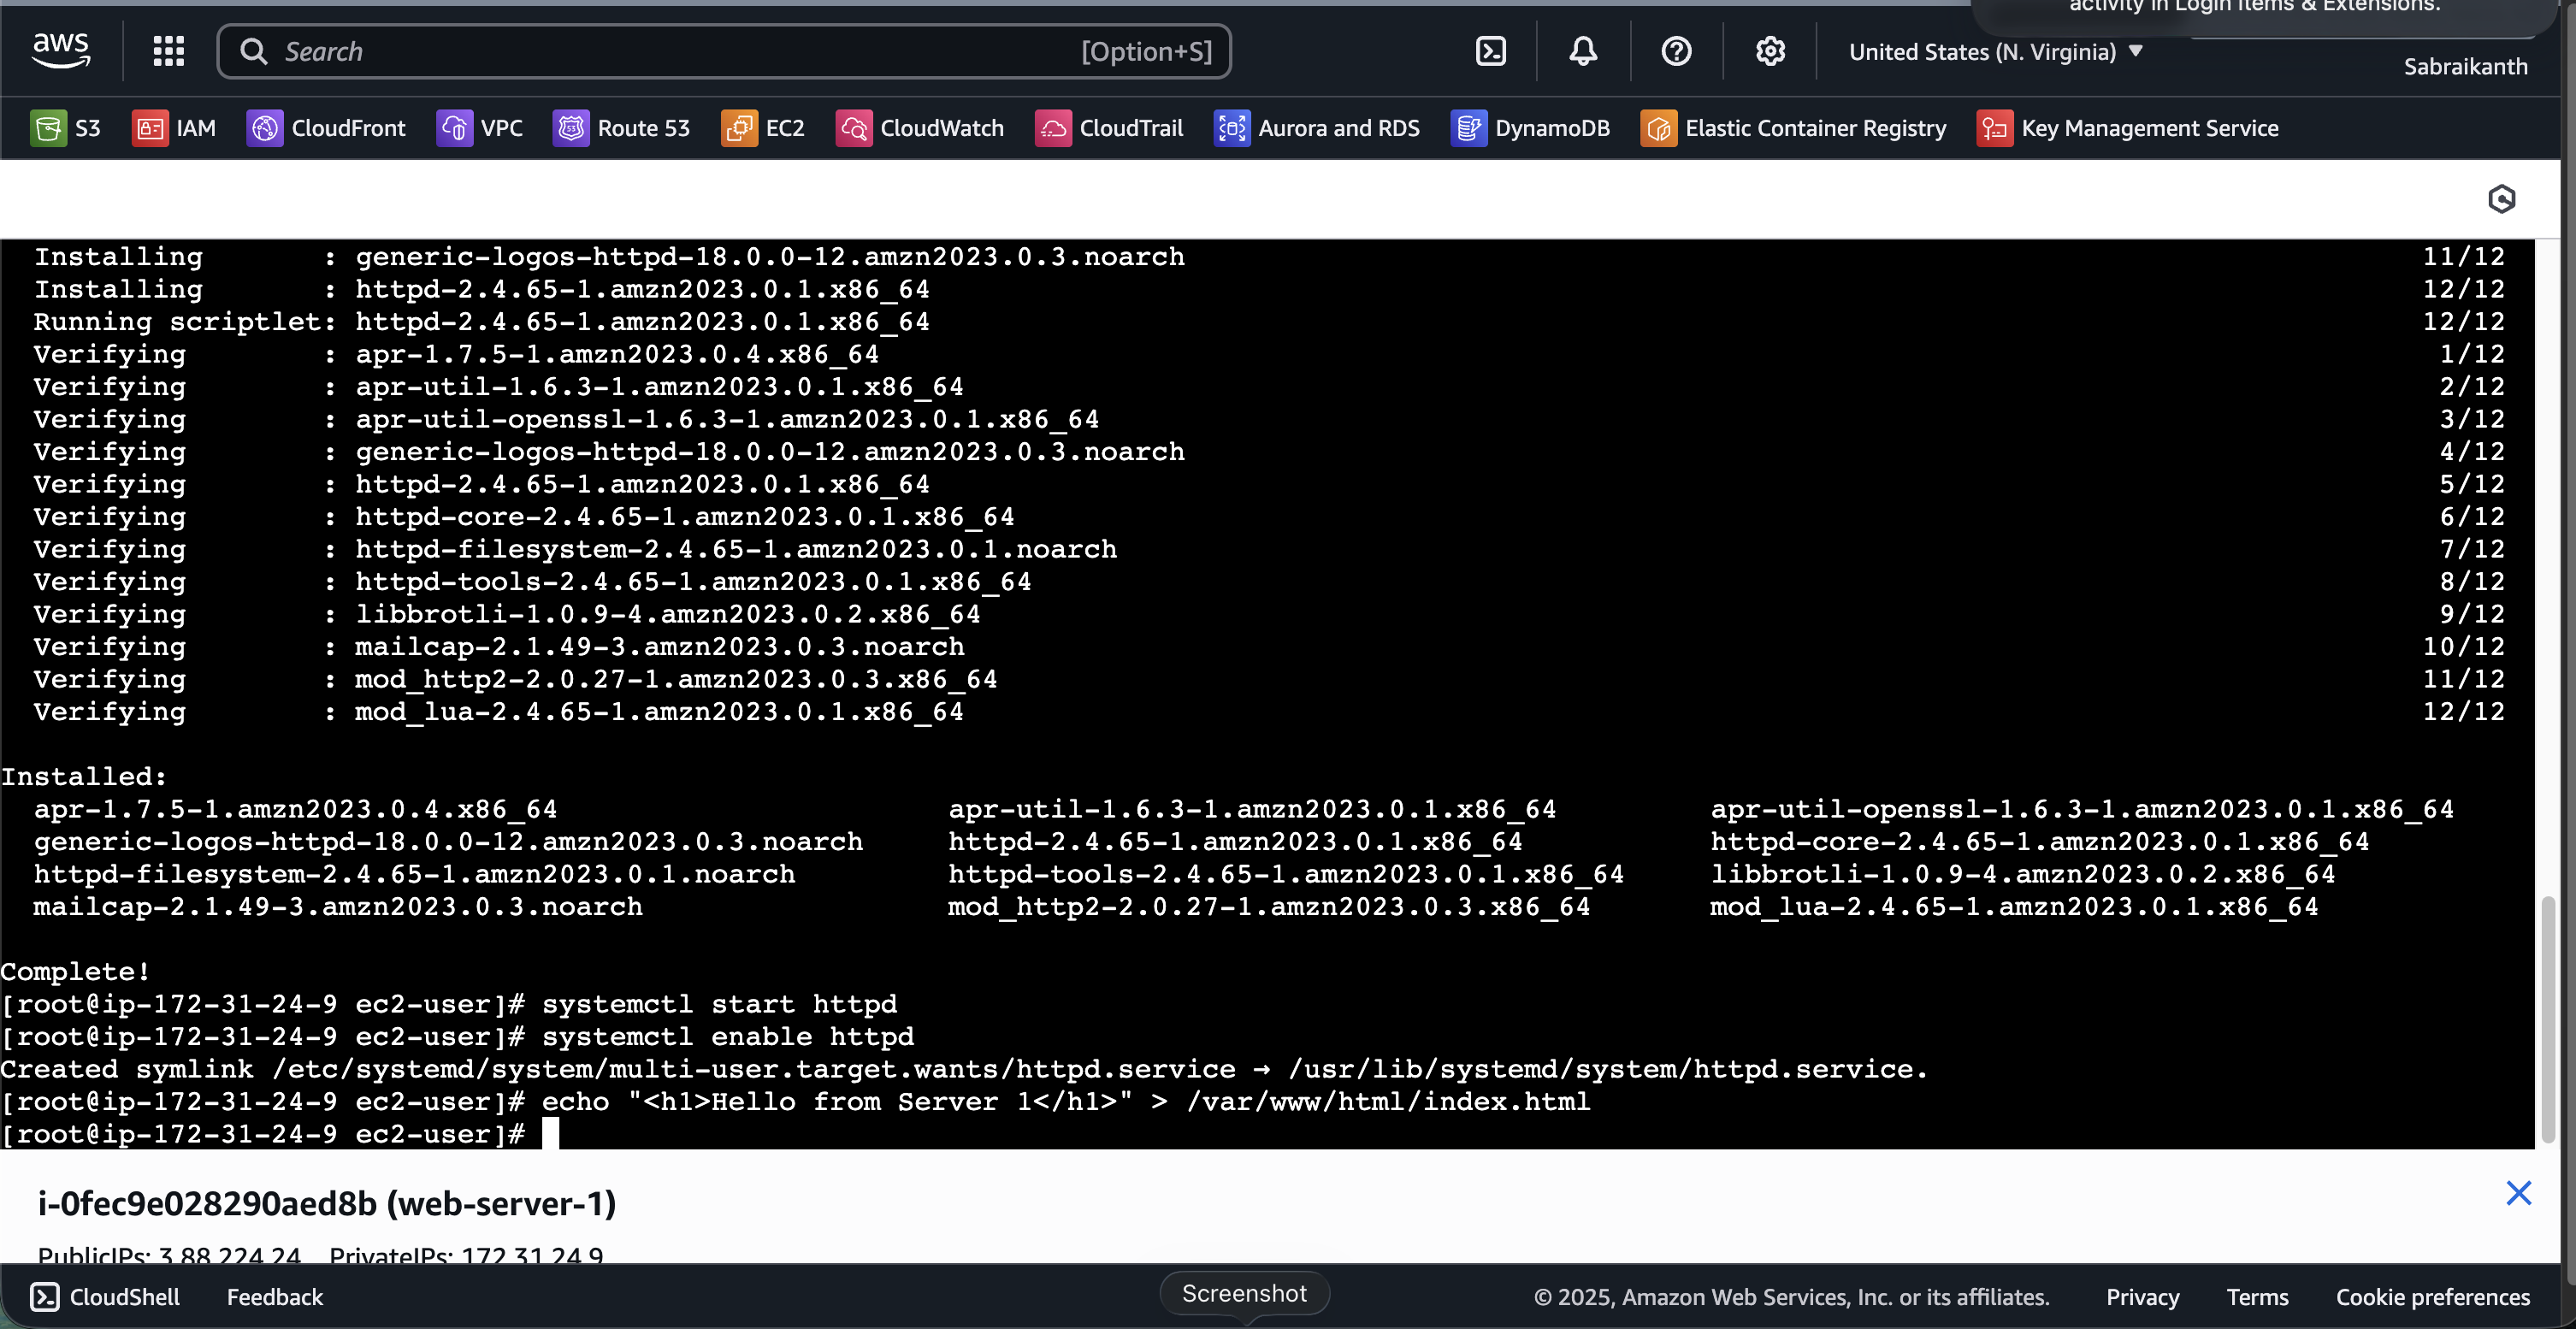 activity in Login Items & Extensions.
aws
Search [Option+S]
United States (N. Virginia) ▼
Sabraikanth
S3 IAM CloudFront VPC Route 53 EC2 CloudWatch CloudTrail Aurora and RDS DynamoDB Elastic Container Registry Key Management Service
Installing : generic-logos-httpd-18.0.0-12.amzn2023.0.3.noarch 11/12
Installing : httpd-2.4.65-1.amzn2023.0.1.x86_64 12/12
Running scriptlet: httpd-2.4.65-1.amzn2023.0.1.x86_64 12/12
Verifying : apr-1.7.5-1.amzn2023.0.4.x86_64 1/12
Verifying : apr-util-1.6.3-1.amzn2023.0.1.x86_64 2/12
Verifying : apr-util-openssl-1.6.3-1.amzn2023.0.1.x86_64 3/12
Verifying : generic-logos-httpd-18.0.0-12.amzn2023.0.3.noarch 4/12
Verifying : httpd-2.4.65-1.amzn2023.0.1.x86_64 5/12
Verifying : httpd-core-2.4.65-1.amzn2023.0.1.x86_64 6/12
Verifying : httpd-filesystem-2.4.65-1.amzn2023.0.1.noarch 7/12
Verifying : httpd-tools-2.4.65-1.amzn2023.0.1.x86_64 8/12
Verifying : libbrotli-1.0.9-4.amzn2023.0.2.x86_64 9/12
Verifying : mailcap-2.1.49-3.amzn2023.0.3.noarch 10/12
Verifying : mod_http2-2.0.27-1.amzn2023.0.3.x86_64 11/12
Verifying : mod_lua-2.4.65-1.amzn2023.0.1.x86_64 12/12
Installed:
apr-1.7.5-1.amzn2023.0.4.x86_64 apr-util-1.6.3-1.amzn2023.0.1.x86_64 apr-util-openssl-1.6.3-1.amzn2023.0.1.x86_64
generic-logos-httpd-18.0.0-12.amzn2023.0.3.noarch httpd-2.4.65-1.amzn2023.0.1.x86_64 httpd-core-2.4.65-1.amzn2023.0.1.x86_64
httpd-filesystem-2.4.65-1.amzn2023.0.1.noarch httpd-tools-2.4.65-1.amzn2023.0.1.x86_64 libbrotli-1.0.9-4.amzn2023.0.2.x86_64
mailcap-2.1.49-3.amzn2023.0.3.noarch mod_http2-2.0.27-1.amzn2023.0.3.x86_64 mod_lua-2.4.65-1.amzn2023.0.1.x86_64
Complete!
[root@ip-172-31-24-9 ec2-user]# systemctl start httpd
[root@ip-172-31-24-9 ec2-user]# systemctl enable httpd
Created symlink /etc/systemd/system/multi-user.target.wants/httpd.service → /usr/lib/systemd/system/httpd.service.
[root@ip-172-31-24-9 ec2-user]# echo "<h1>Hello from Server 1</h1>" > /var/www/html/index.html
[root@ip-172-31-24-9 ec2-user]#
i-0fec9e028290aed8b (web-server-1)
PublicIPs: 3.88.224.24 PrivateIPs: 172.31.24.9
CloudShell Feedback Screenshot © 2025, Amazon Web Services, Inc. or its affiliates. Privacy Terms Cookie preferences